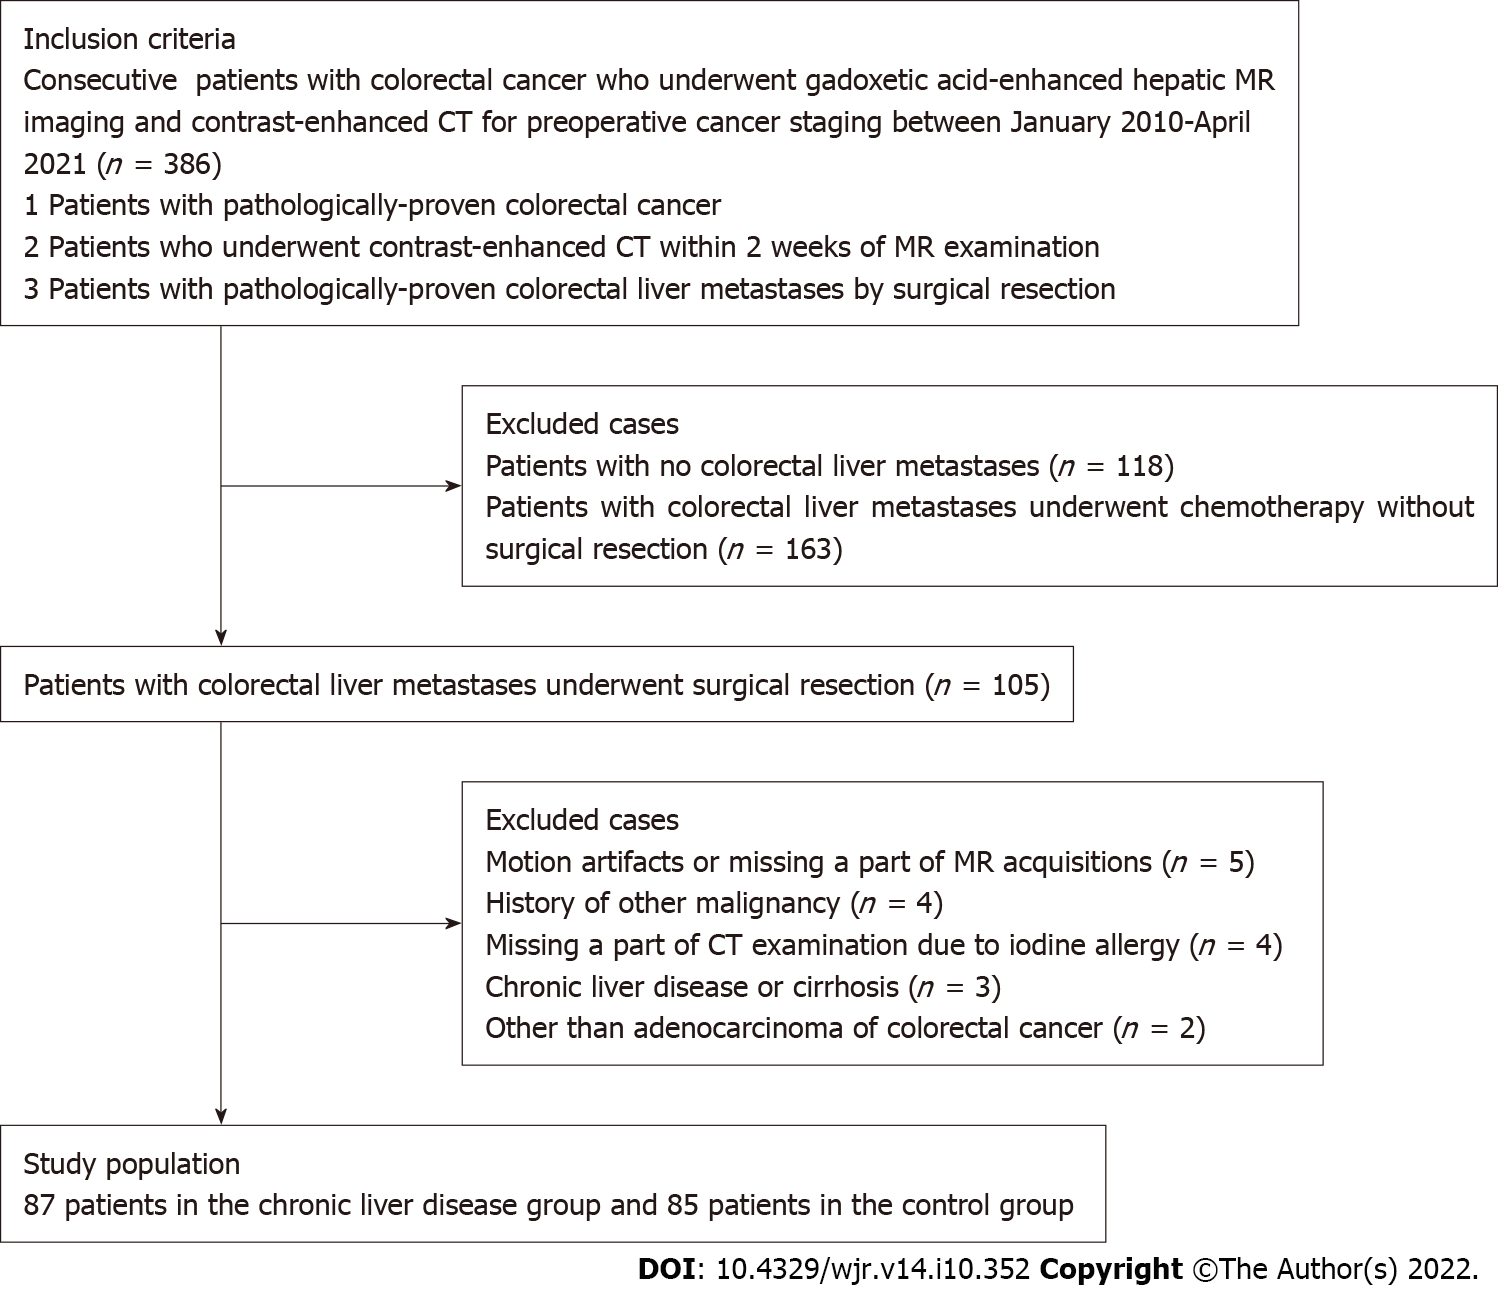 Inclusion criteria
Consecutive patients with colorectal cancer who underwent gadoxetic acid-enhanced hepatic MR
imaging and contrast-enhanced CT for preoperative cancer staging between January 2010-April
2021 (n = 386)
1 Patients with pathologically-proven colorectal cancer
2 Patients who underwent contrast-enhanced CT within 2 weeks of MR examination
3 Patients with pathologically-proven colorectal liver metastases by surgical resection
Excluded cases
Patients with no colorectal liver metastases (n = 118)
Patients with colorectal liver metastases underwent chemotherapy without
surgical resection (n = 163)
Patients with colorectal liver metastases underwent surgical resection (n = 105)
Excluded cases
Motion artifacts or missing a part of MR acquisitions (n = 5)
History of other malignancy (n = 4)
Missing a part of CT examination due to iodine allergy (n = 4)
Chronic liver disease or cirrhosis (n = 3)
Other than adenocarcinoma of colorectal cancer (n = 2)
Study population
87 patients in the chronic liver disease group and 85 patients in the control group
DOI: 10.4329/wjr.v14.i10.352 Copyright ©The Author(s) 2022.